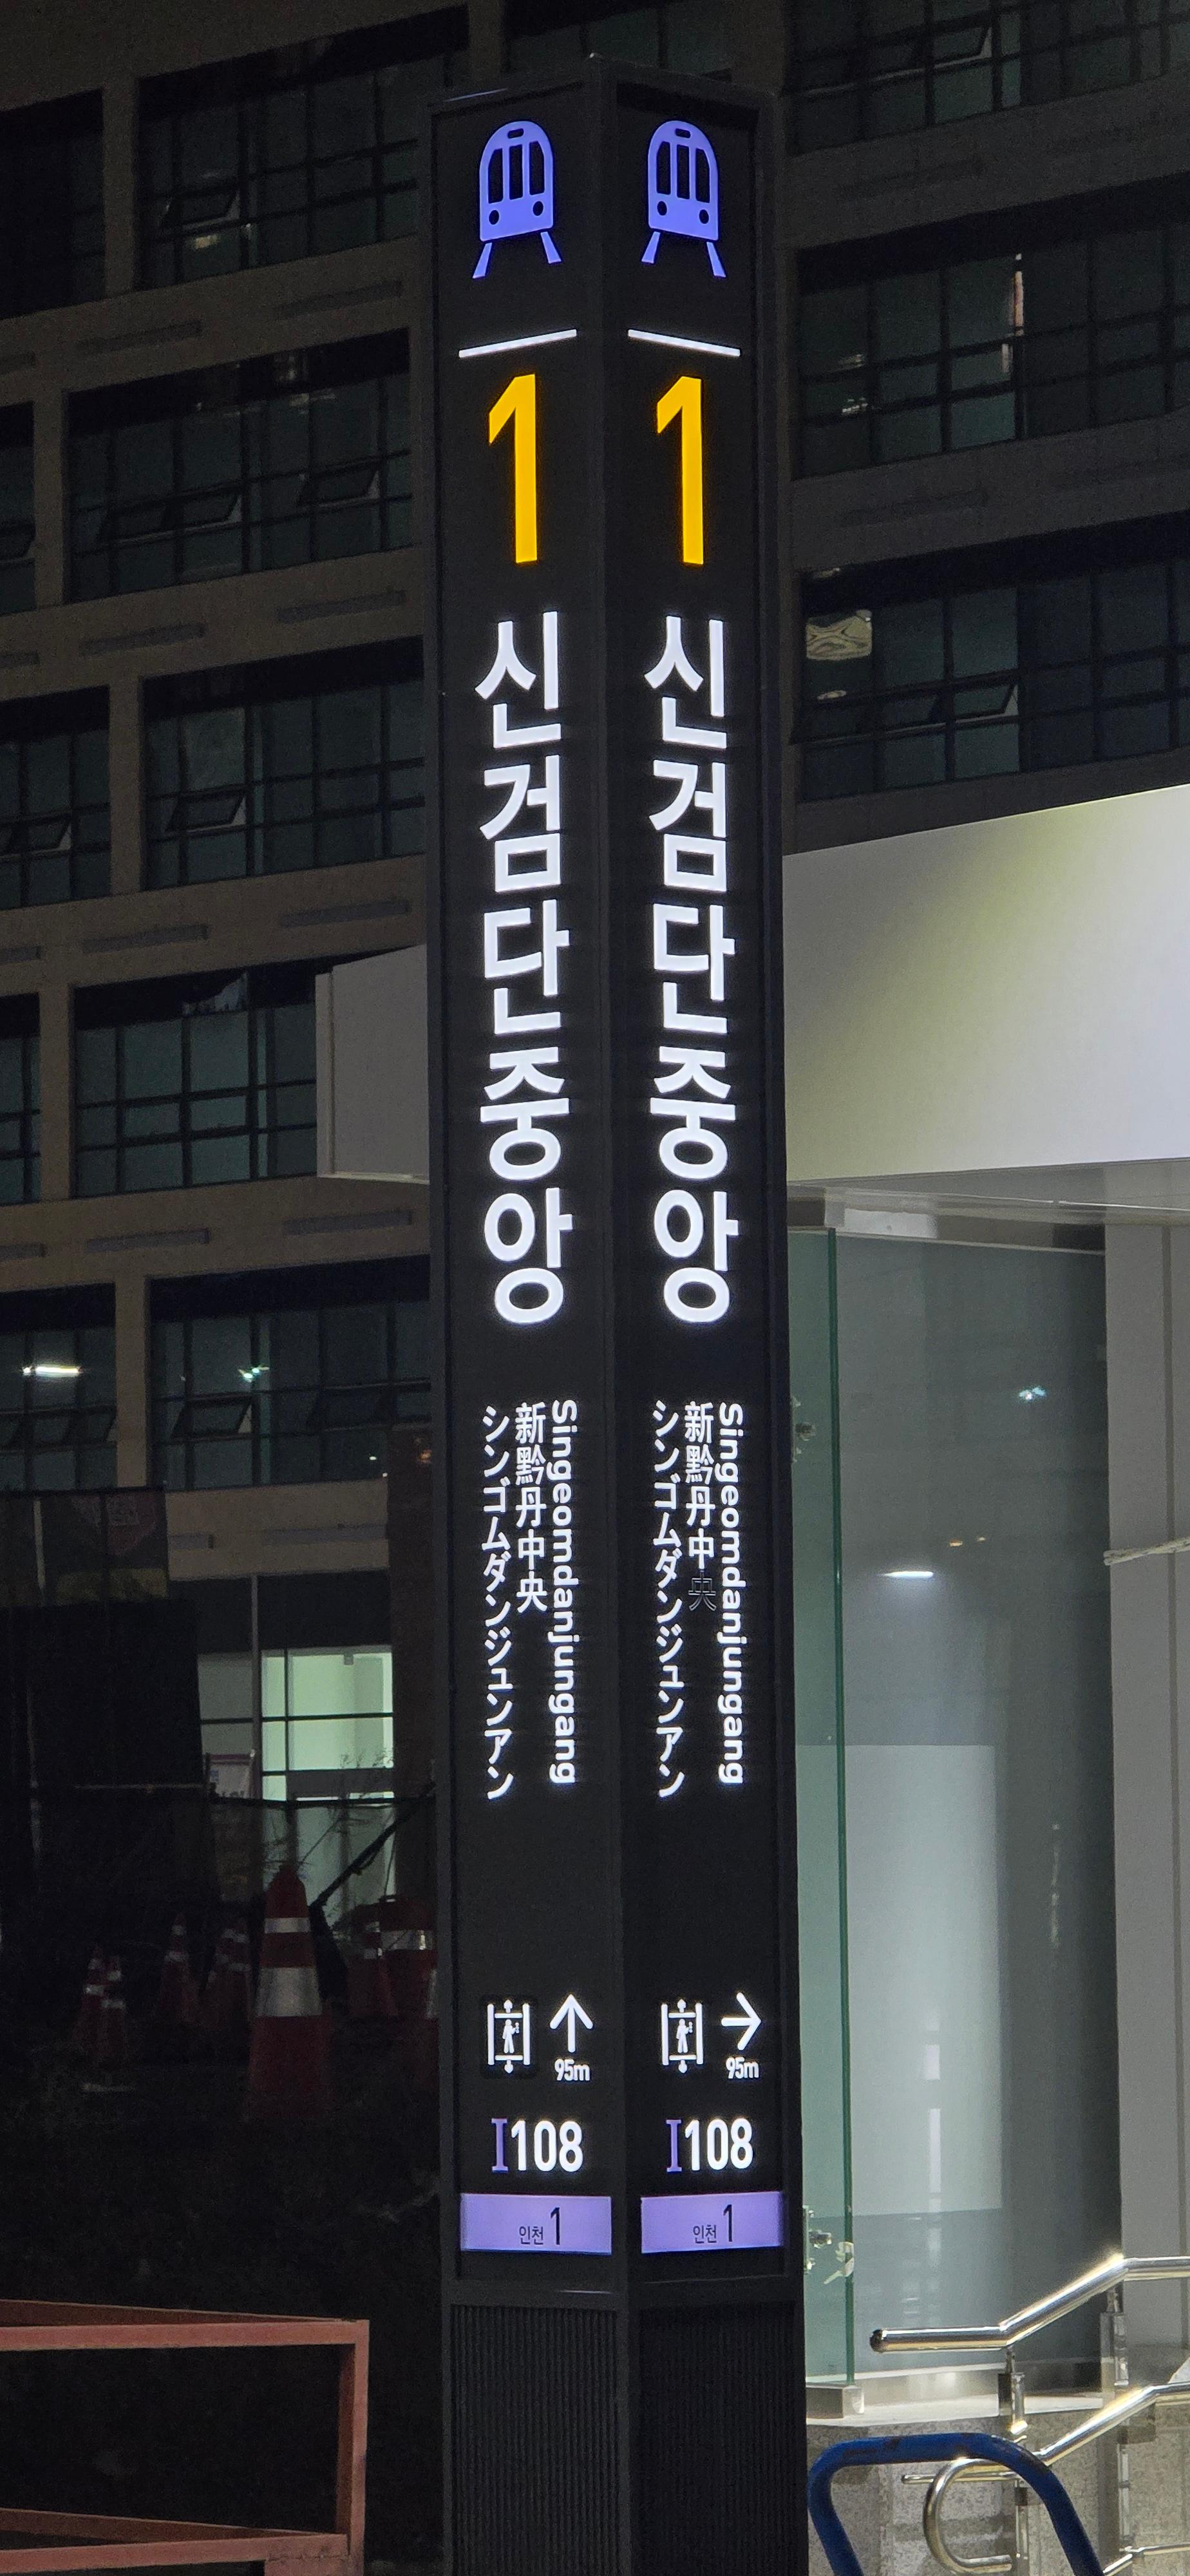 1
신검단중앙
Singeomdanjungang
新黔丹中央
シンゴムダンジュンアン
95m
I108
인천 1
1
신검단중앙
Singeomdanjungang
新黔丹中央
シンゴムダンジュンアン
95m
I108
인천 1